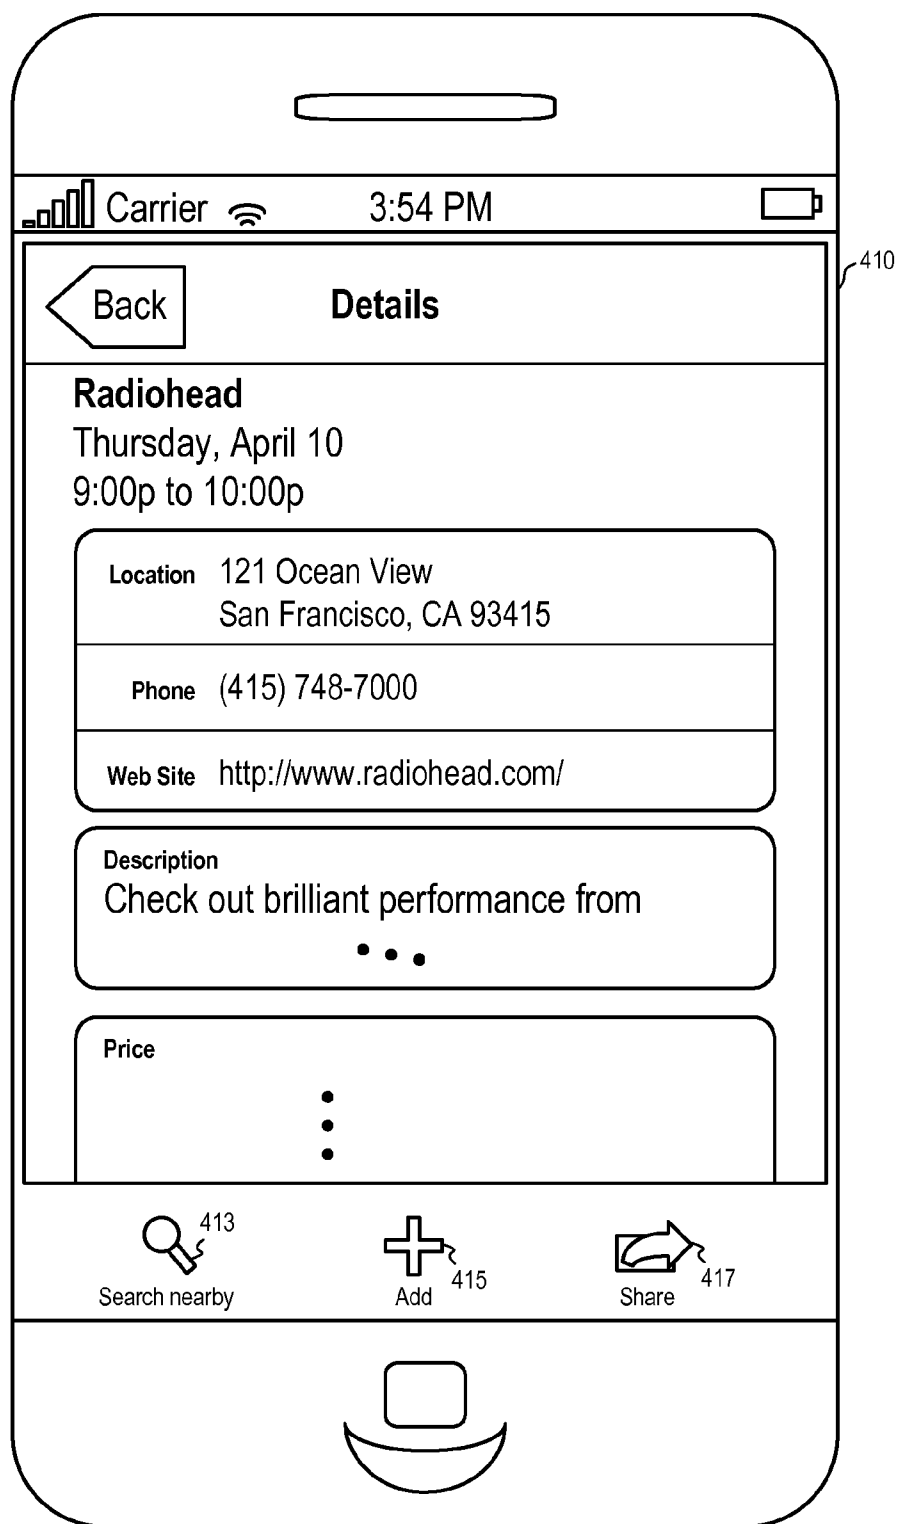 Carrier 3:54 PM
410
Back Details
Radiohead
Thursday, April 10
9:00p to 10:00p
Location 121 Ocean View
San Francisco, CA 93415
Phone (415) 748-7000
Web Site http://www.radiohead.com/
Description
Check out brilliant performance from
• • •
Price
413
415
417
Search nearby Add Share